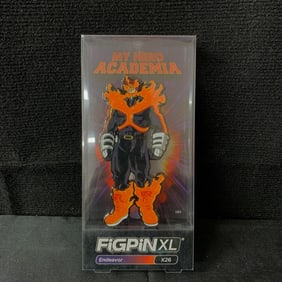 MY HERO
ACADEMIA
FiGPiN XL
Endeavor X26